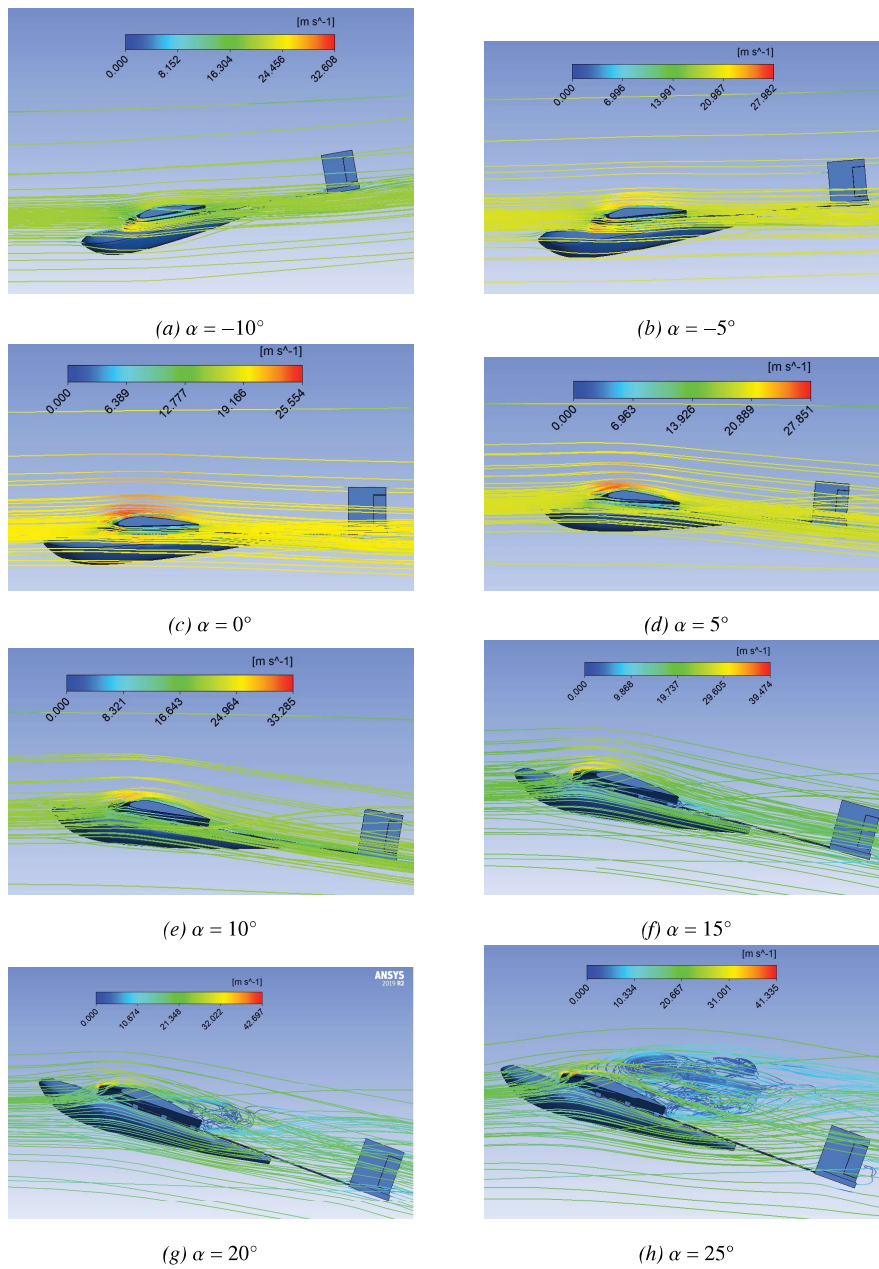 [m s^-1]
0.000
8.152
16.304
24.456
32.608
(a) α = –10°
[m s^-1]
0.000
6.996
13.991
20.987
27.982
(b) α = –5°
[m s^-1]
0.000
6.389
12.777
19.166
25.554
(c) α = 0°
[m s^-1]
0.000
6.963
13.926
20.889
27.851
(d) α = 5°
[m s^-1]
0.000
8.321
16.643
24.964
33.285
(e) α = 10°
[m s^-1]
0.000
9.868
19.737
29.605
39.474
(f) α = 15°
ANSYS
2019 R2
[m s^-1]
0.000
10.674
21.348
32.022
42.697
(g) α = 20°
[m s^-1]
0.000
10.334
20.667
31.001
41.335
(h) α = 25°